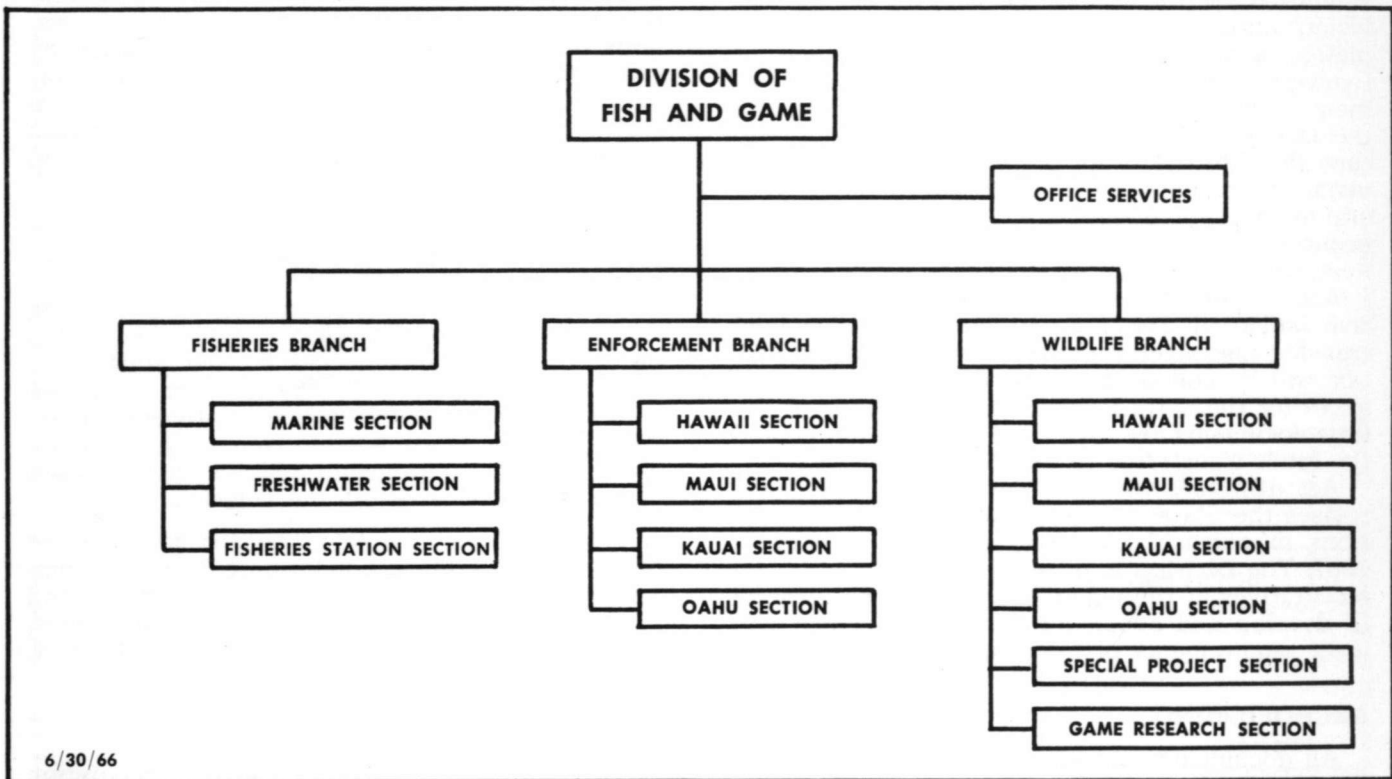 DIVISION OF
FISH AND GAME
OFFICE SERVICES
FISHERIES BRANCH
MARINE SECTION
FRESHWATER SECTION
FISHERIES STATION SECTION
ENFORCEMENT BRANCH
HAWAII SECTION
MAUI SECTION
KAUAI SECTION
OAHU SECTION
WILDLIFE BRANCH
HAWAII SECTION
MAUI SECTION
KAUAI SECTION
OAHU SECTION
SPECIAL PROJECT SECTION
GAME RESEARCH SECTION
6/30/66